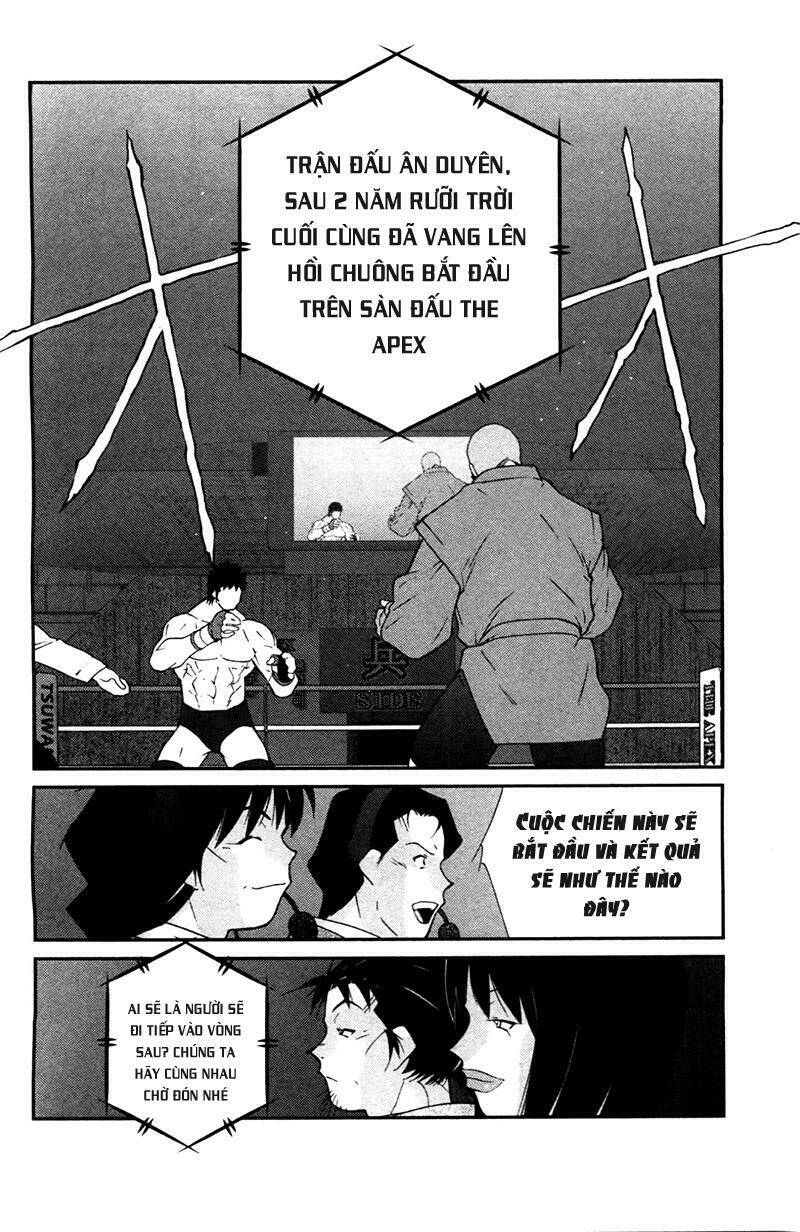 TRẬN ĐẤU ÂN DUYÊN,
SAU 2 NĂM RƯỠI TRỜI
CUỐI CÙNG ĐÃ VANG LÊN
HỒI CHUÔNG BẮT ĐẦU
TRÊN SÀN ĐẤU THE
APEX
兵
SIDE
TSUWA
THE APEX
CUỘC CHIẾN NÀY SẼ
BẮT ĐẦU VÀ KẾT QUẢ
SẼ NHƯ THẾ NÀO
ĐÂY?
AI SẼ LÀ NGƯỜI SẼ
ĐI TIẾP VÀO VÒNG
SAU? CHÚNG TA
HÃY CÙNG NHAU
CHỜ ĐÓN NHÉ